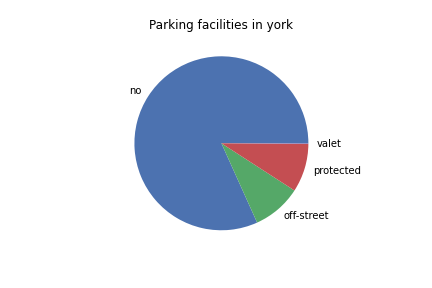 Parking facilities in york
no
valet
protected
off-street